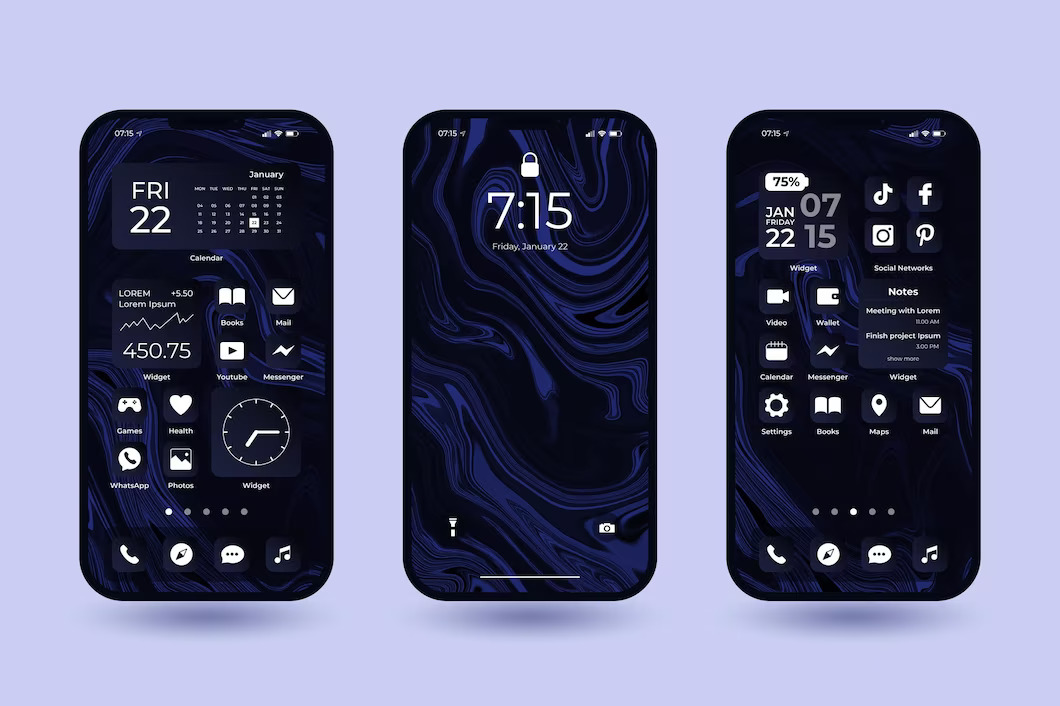 07:15
January
FRI
22
MON TUE WED THU FRI SAT SUN
01 02 03
04 05 06 07 08 09 10
11 12 13 14 15 16 17
18 19 20 21 22 23 24
25 26 27 28 29 30 31
Calendar
LOREM +5.50
Lorem Ipsum
450.75
Widget
Books
Mail
Youtube
Messenger
Games
Health
WhatsApp
Photos
Widget
07:15
7:15
Friday, January 22
07:15
75%
JAN
FRIDAY
22
07
15
Widget
Social Networks
Video
Wallet
Calendar
Messenger
Notes
Meeting with Lorem
11.00 AM
Finish project Ipsum
3.00 PM
show more
Widget
Settings
Books
Maps
Mail